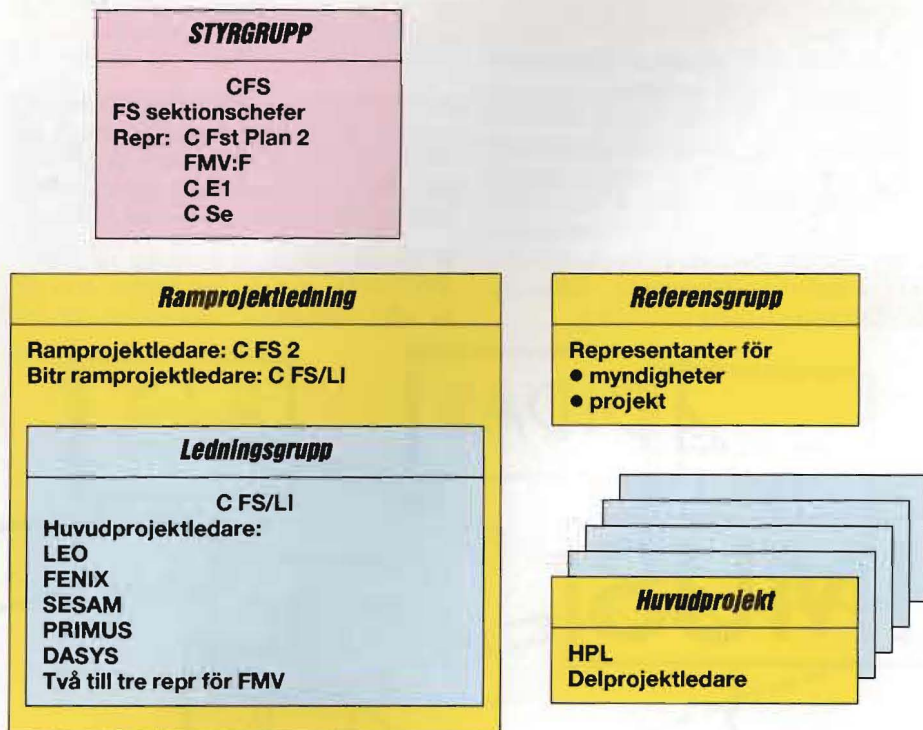 STYRGRUPP
CFS
FS sektionschefer
Repr: C Fst Plan 2
FMV:F
C E1
C Se
Ramprojektledning
Ramprojektledare: C FS 2
Bitr ramprojektledare: C FS/LI
Ledningsgrupp
C FS/LI
Huvudprojektledare:
LEO
FENIX
SESAM
PRIMUS
DASYS
Två till tre repr för FMV
Referensgrupp
Representanter för
● myndigheter
● projekt
Huvudprojekt
HPL
Delprojektledare